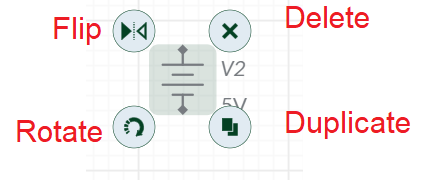 Flip
Delete
V2
5V
Rotate
Duplicate